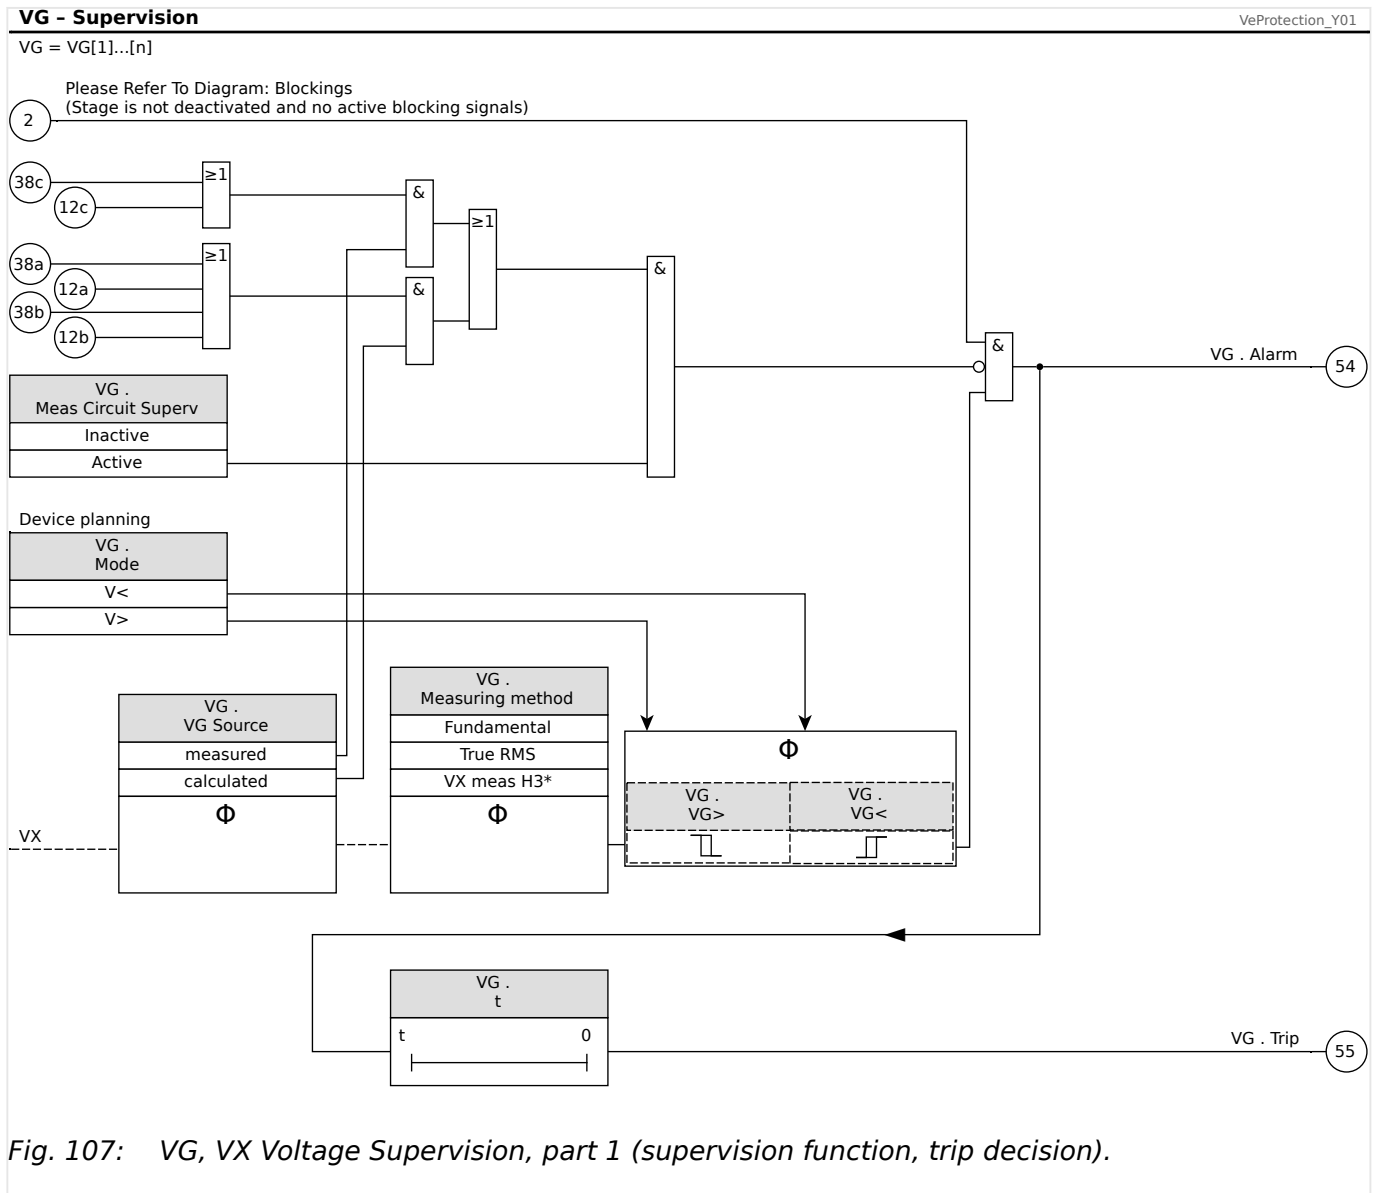 VG – Supervision
VeProtection_Y01
VG = VG[1]...[n]
Please Refer To Diagram: Blockings
(Stage is not deactivated and no active blocking signals)
2
38c
12c
≥1
&
≥1
38a
12a
38b
12b
≥1
&
&
&
VG . Alarm
54
VG .
Meas Circuit Superv
Inactive
Active
Device planning
VG .
Mode
V<
V>
VG .
VG Source
measured
calculated
Φ
VX
VG .
Measuring method
Fundamental
True RMS
VX meas H3*
Φ
Φ
VG .
VG>
VG .
VG<
VG .
t
t
0
VG . Trip
55
Fig. 107: VG, VX Voltage Supervision, part 1 (supervision function, trip decision).